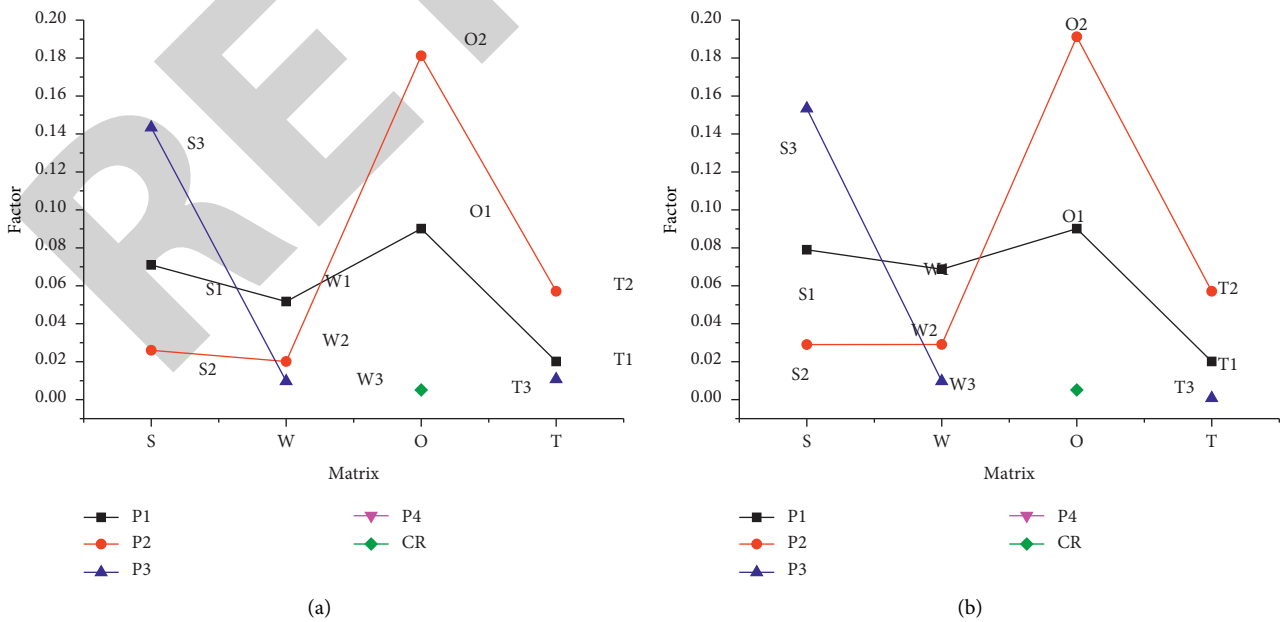 0.20
0.18
0.16
0.14
0.12
0.10
0.08
0.06
0.04
0.02
0.00
Factor
O2
S3
O1
S1
W1
T2
W2
S2
W3
T3
T1
S
W
O
T
Matrix
P1
P2
P3
P4
CR
(a)
0.20
0.18
0.16
0.14
0.12
0.10
0.08
0.06
0.04
0.02
0.00
Factor
O2
S3
O1
W1
S1
T2
W2
S2
W3
T3
T1
S
W
O
T
Matrix
P1
P2
P3
P4
CR
(b)